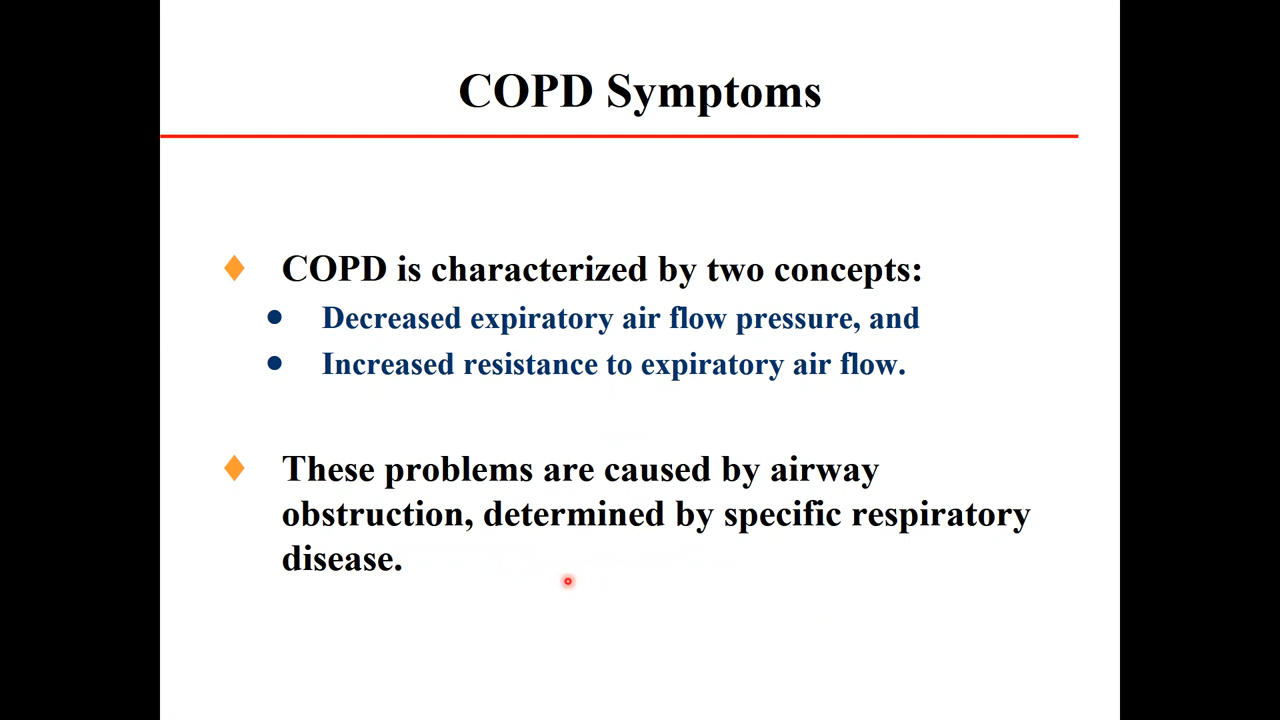 COPD Symptoms
COPD is characterized by two concepts:
Decreased expiratory air flow pressure, and
Increased resistance to expiratory air flow.
These problems are caused by airway
obstruction, determined by specific respiratory
disease.